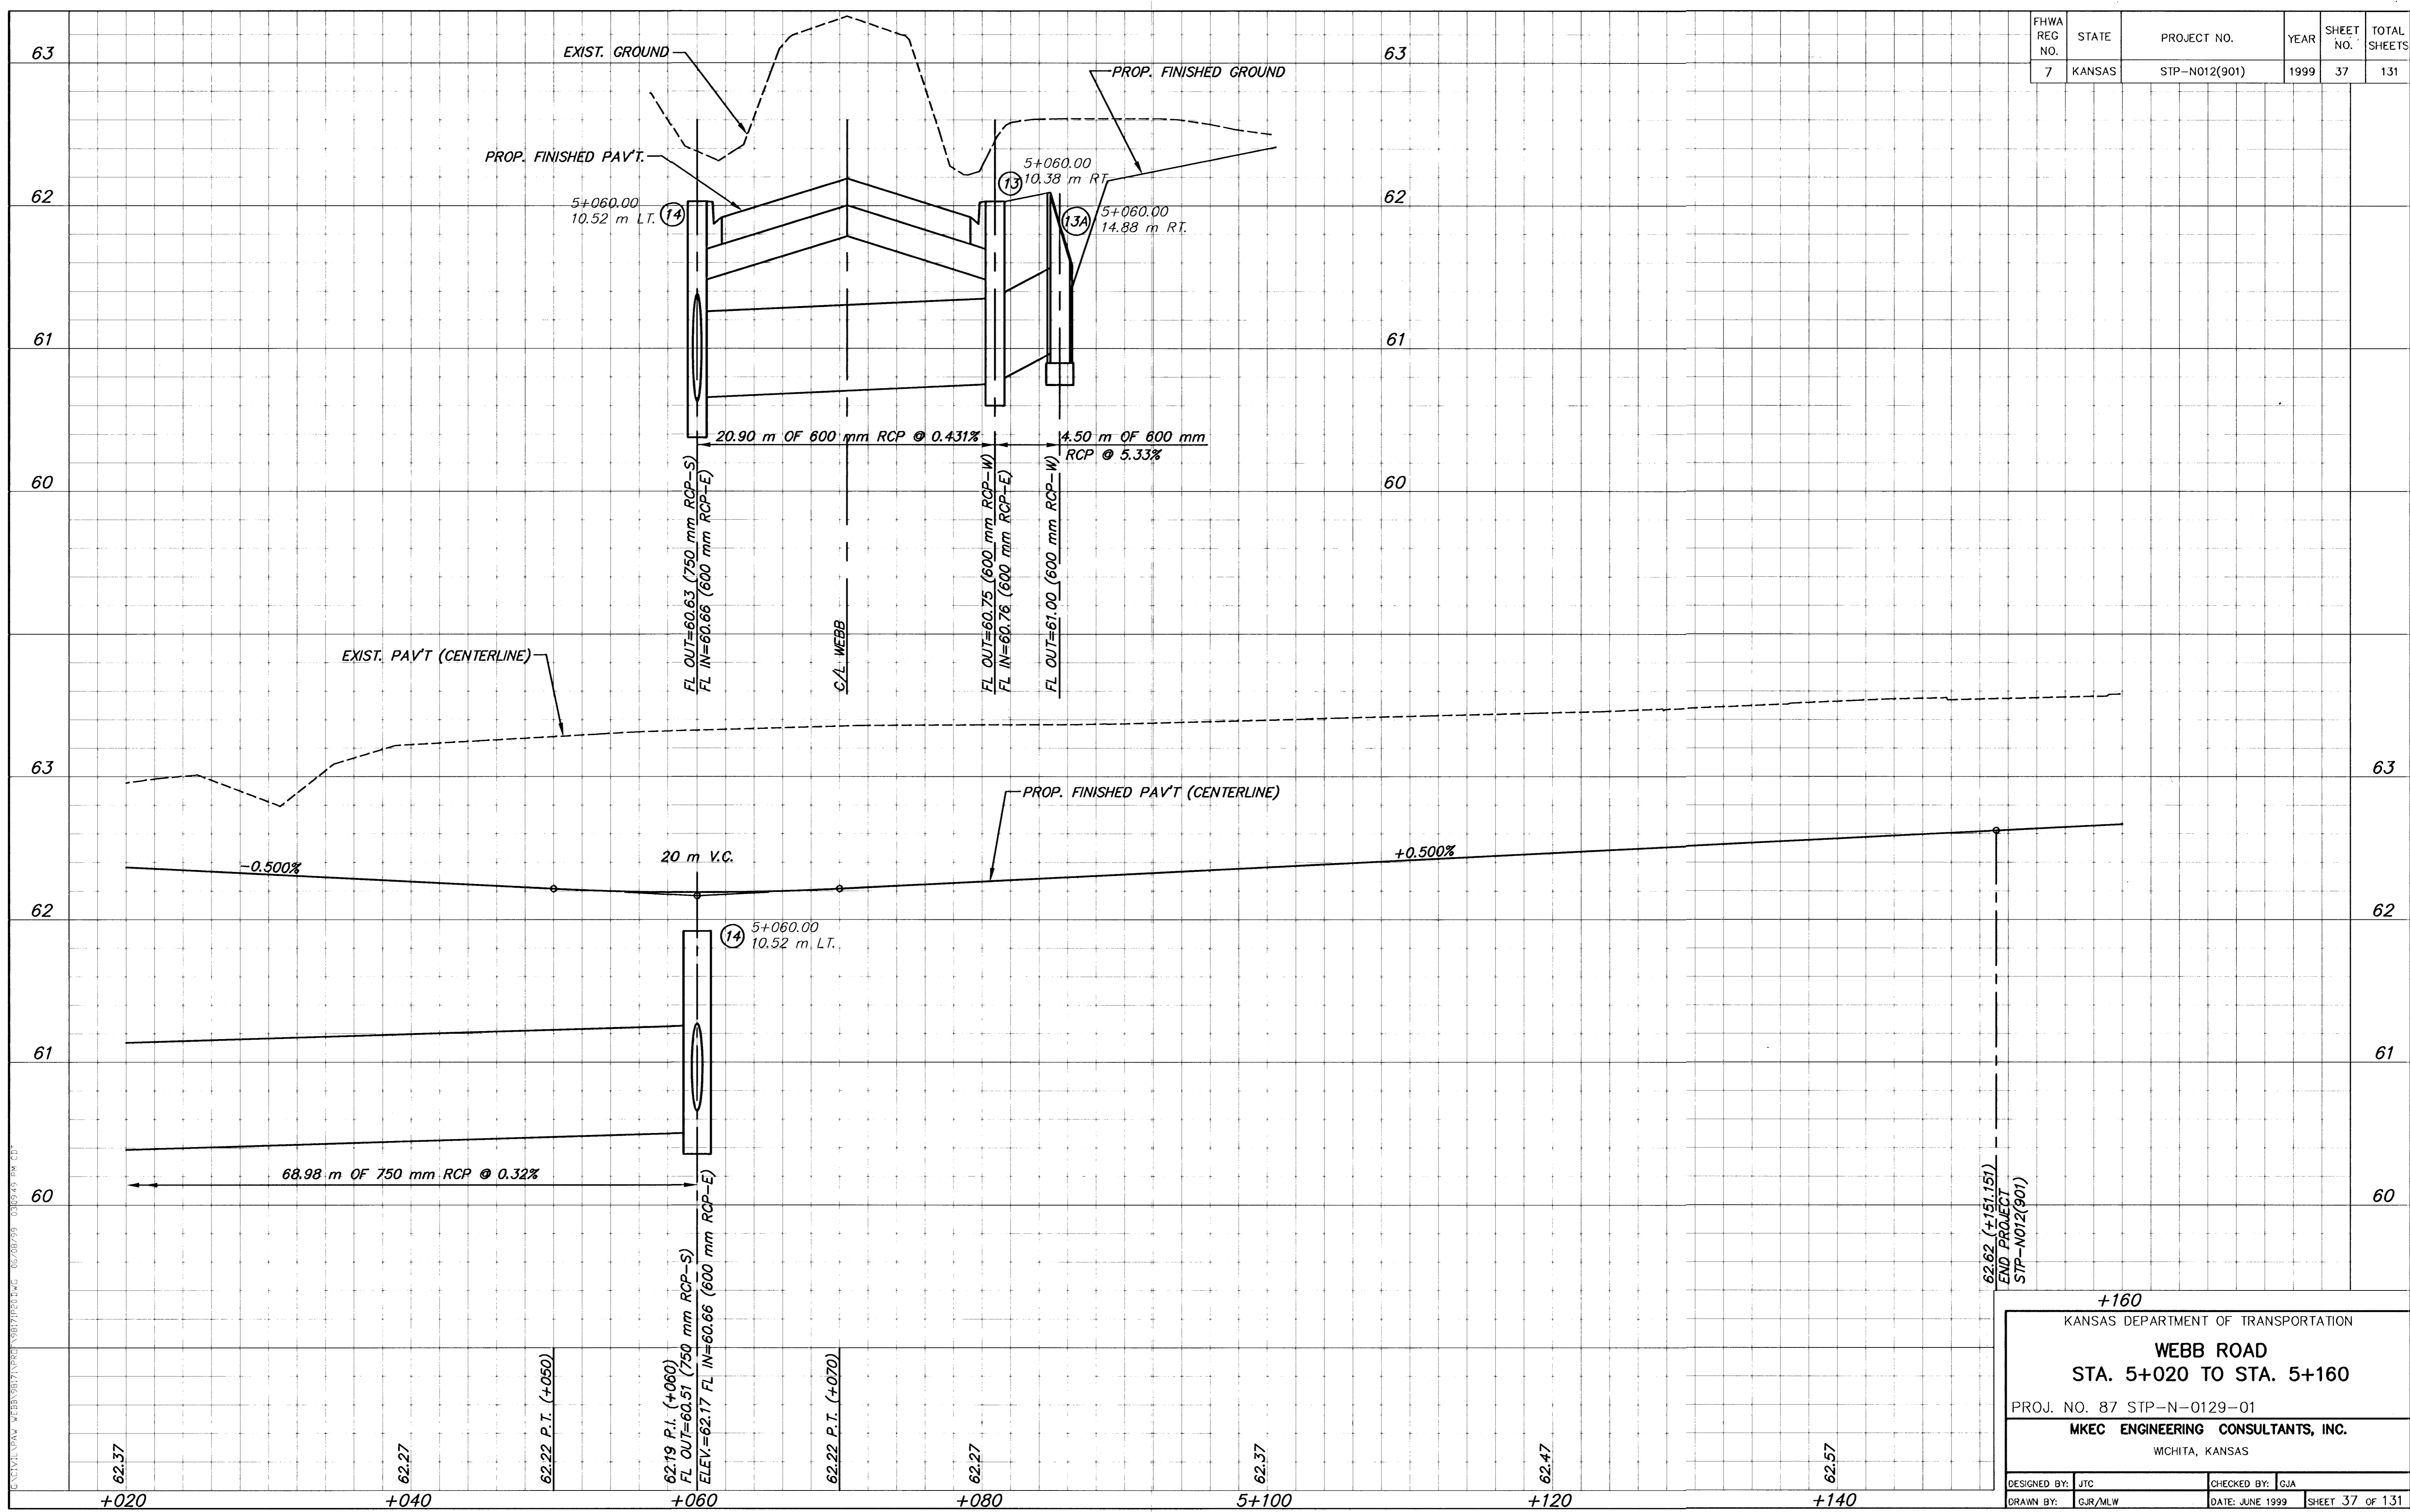 FHWA REG NO.
STATE
PROJECT NO.
YEAR
SHEET NO.
TOTAL SHEETS
7
KANSAS
STP-N012(901)
1999
37
131
63
63
EXIST. GROUND
PROP. FINISHED GROUND
PROP. FINISHED PAV'T.
5+060.00
10.52 m LT.
14
13
5+060.00
10.38 m RT.
13A
5+060.00
14.88 m RT.
62
62
61
61
20.90 m OF 600 mm RCP @ 0.431%
4.50 m OF 600 mm
RCP @ 5.33%
60
60
FL OUT=60.63 (750 mm RCP-S)
FL IN=60.66 (600 mm RCP-E)
C/L WEBB
FL OUT=60.75 (600 mm RCP-W)
FL IN=60.76 (600 mm RCP-E)
FL OUT=61.00 (600 mm RCP-W)
EXIST. PAV'T (CENTERLINE)
63
63
PROP. FINISHED PAV'T (CENTERLINE)
-0.500%
20 m V.C.
+0.500%
62
62
14
5+060.00
10.52 m LT.
61
61
68.98 m OF 750 mm RCP @ 0.32%
60
60
62.62 (+151.151)
END PROJECT
STP-N012(901)
62.37
62.27
62.22 P.T. (+050)
62.19 P.I. (+060)
FL OUT=60.51 (750 mm RCP-S)
ELEV.=62.17 FL IN=60.66 (600 mm RCP-E)
62.22 P.T. (+070)
62.27
62.37
62.47
62.57
+020
+040
+060
+080
5+100
+120
+140
+160
KANSAS DEPARTMENT OF TRANSPORTATION
WEBB ROAD
STA. 5+020 TO STA. 5+160
PROJ. NO. 87 STP-N-0129-01
MKEC ENGINEERING CONSULTANTS, INC.
WICHITA, KANSAS
DESIGNED BY: JTC
CHECKED BY: GJA
DRAWN BY: GJR/MLW
DATE: JUNE 1999
SHEET 37 OF 131